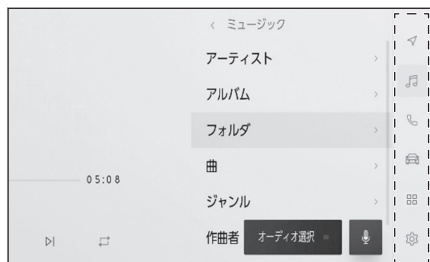 ミュージック
アーティスト
アルバム
フォルダ
曲
05:08
ジャンル
作曲者
オーディオ選択